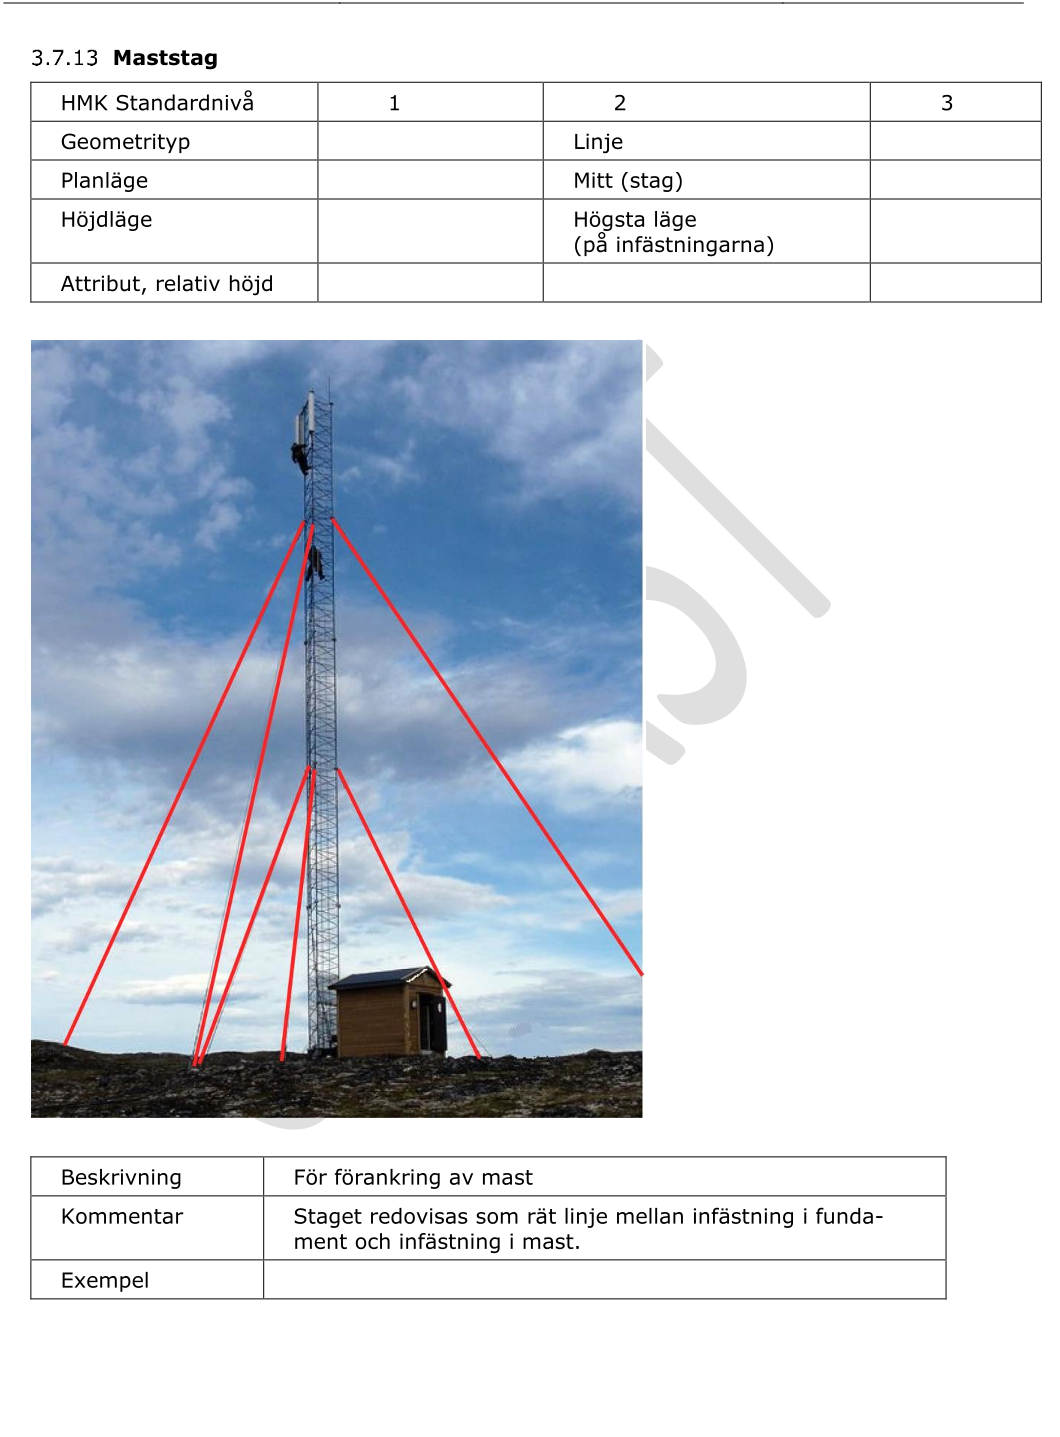 3.7.13 Maststag
HMK Standardnivå 1 2 3
Geometrityp Linje
Planläge Mitt (stag)
Höjdläge Högsta läge
(på infästningarna)
Attribut, relativ höjd
Beskrivning För förankring av mast
Kommentar Staget redovisas som rät linje mellan infästning i funda-
ment och infästning i mast.
Exempel